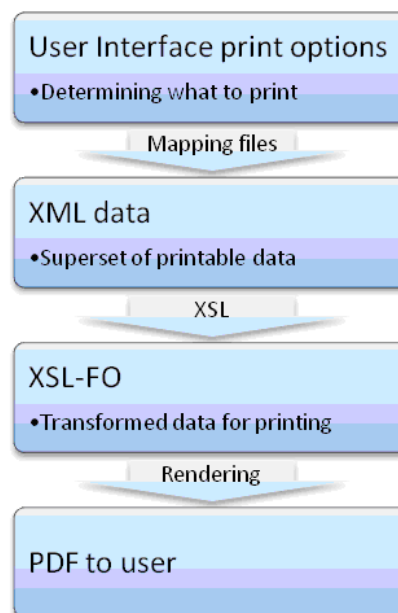 User Interface print options
•Determining what to print
Mapping files
XML data
•Superset of printable data
XSL
XSL-FO
•Transformed data for printing
Rendering
PDF to user